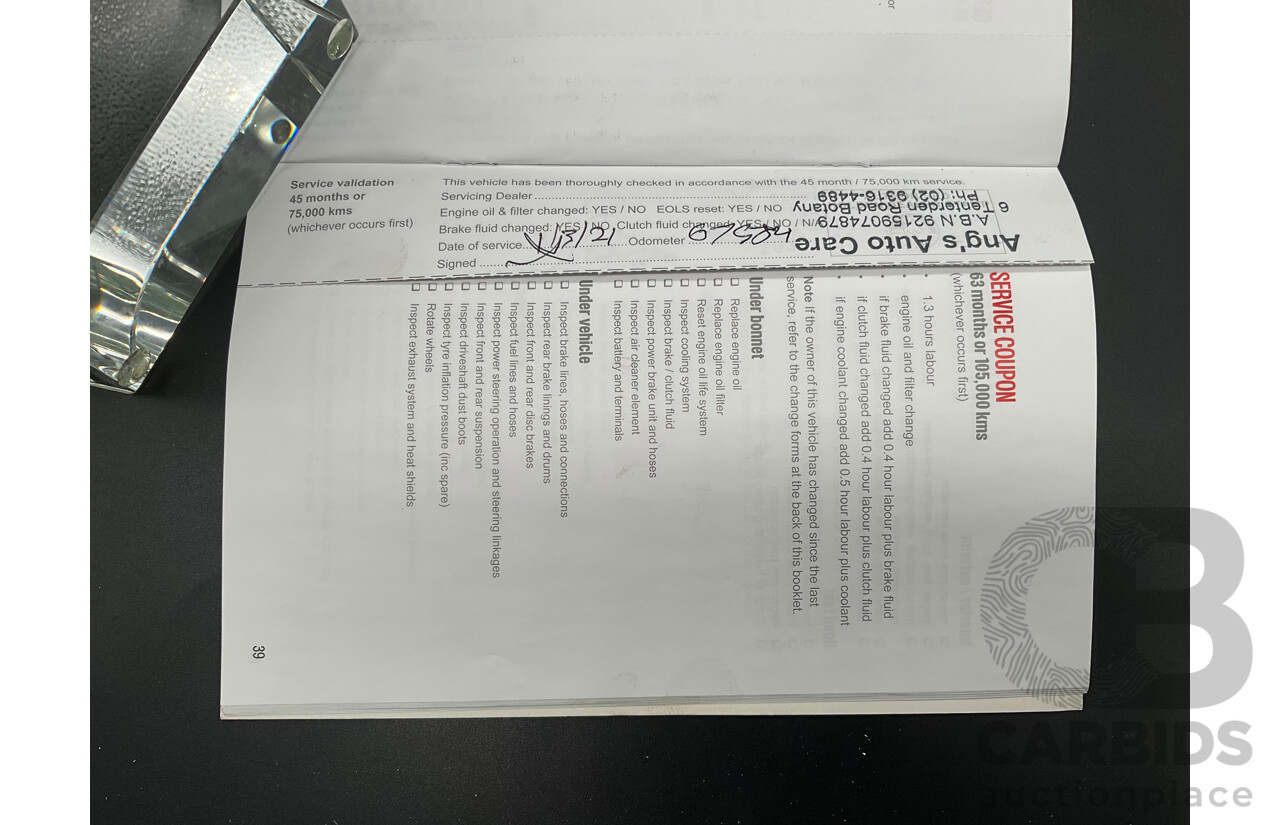 or
Service validation
45 months or
75,000 kms
(whichever occurs first)
This vehicle has been thoroughly checked in accordance with the 45 month / 75,000 km service.
Servicing Dealer
Engine oil & filter changed: YES / NO EOLS reset: YES / NO
Brake fluid changed: YES / NO Clutch fluid changed: YES / NO / N/A
Date of service Odometer
Signed
Ang's Auto Care
A.B.N 92159074879
6 Tenterden Road Botany
Ph: (02) 9316-4489
SERVICE COUPON
63 months or 105,000 kms
(whichever occurs first)
• 1.3 hours labour
• engine oil and filter change
• if brake fluid changed add 0.4 hour labour plus brake fluid
• if clutch fluid changed add 0.4 hour labour plus clutch fluid
• if engine coolant changed add 0.5 hour labour plus coolant
Note If the owner of this vehicle has changed since the last
service, refer to the change forms at the back of this booklet.
Under bonnet
❑ Replace engine oil
❑ Replace engine oil filter
❑ Reset engine oil life system
❑ Inspect cooling system
❑ Inspect brake / clutch fluid
❑ Inspect power brake unit and hoses
❑ Inspect air cleaner element
❑ Inspect battery and terminals
Under vehicle
❑ Inspect brake lines, hoses and connections
❑ Inspect rear brake linings and drums
❑ Inspect front and rear disc brakes
❑ Inspect fuel lines and hoses
❑ Inspect power steering operation and steering linkages
❑ Inspect front and rear suspension
❑ Inspect driveshaft dust boots
❑ Inspect tyre inflation pressure (inc spare)
❑ Rotate wheels
❑ Inspect exhaust system and heat shields
39
CARBIDS
auctionplace